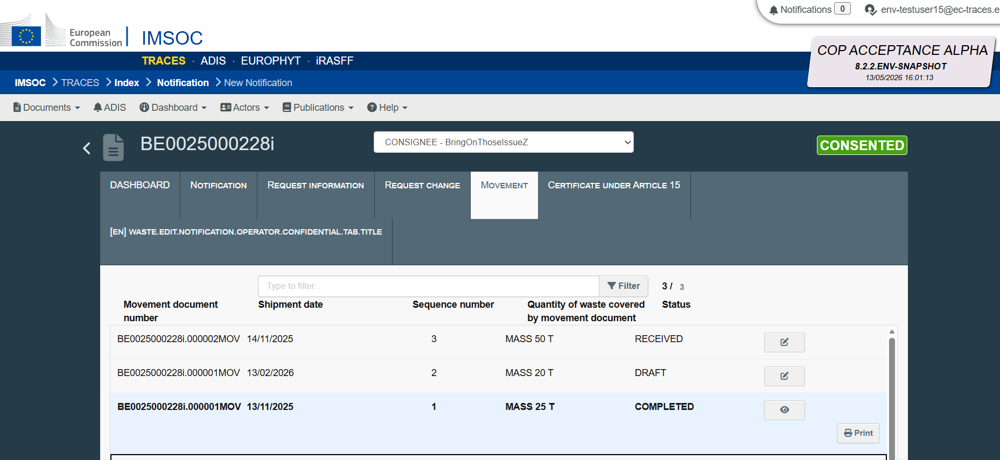 Notifications 0
env-testuser15@ec-traces.e
European
Commission
IMSOC
COP ACCEPTANCE ALPHA
8.2.2.ENV-SNAPSHOT
13/05/2026 16:01:13
TRACES · ADIS · EUROPHYT · iRASFF
IMSOC TRACES Index Notification New Notification
Documents ADIS Dashboard Actors Publications Help
BE0025000228i
CONSIGNEE - BringOnThoseIssueZ
CONSENTED
DASHBOARD NOTIFICATION REQUEST INFORMATION REQUEST CHANGE MOVEMENT CERTIFICATE UNDER ARTICLE 15
[EN] WASTE.EDIT.NOTIFICATION.OPERATOR.CONFIDENTIAL.TAB.TITLE
Type to filter... Filter 3 / 3
Movement document number Shipment date Sequence number Quantity of waste covered by movement document Status
BE0025000228i.000002MOV 14/11/2025 3 MASS 50 T RECEIVED
BE0025000228i.000001MOV 13/02/2026 2 MASS 20 T DRAFT
BE0025000228i.000001MOV 13/11/2025 1 MASS 25 T COMPLETED
Print